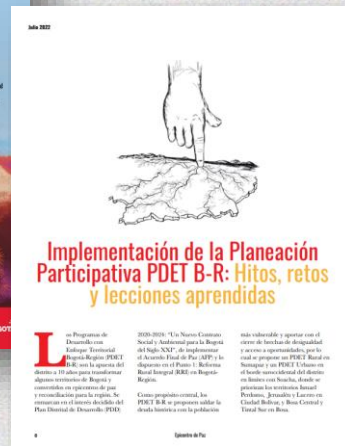 Julio 2022
Implementación de la Planeación
Participativa PDET B-R: Hitos, retos
y lecciones aprendidas
Los Programas de
Desarrollo con
Enfoque Territorial
Bogotá-Región (PDET
B-R) son la apuesta del
distrito a 10 años para transformar
algunos territorios de Bogotá y
convertirlos en epicentros de paz
y reconciliación para la región. Se
enmarcan en el interés decidido del
Plan Distrital de Desarrollo (PDD)
2020-2024: "Un Nuevo Contrato
Social y Ambiental para la Bogotá
del Siglo XXI", de implementar
el Acuerdo Final de Paz (AFP) y lo
dispuesto en el Punto 1: Reforma
Rural Integral (RRI) en Bogotá-
Región.
Como propósito central, los
PDET B-R se proponen saldar la
deuda histórica con la población
más vulnerable y aportar con el
cierre de brechas de desigualdad
y acceso a oportunidades, por lo
cual se propone un PDET Rural en
Sumapaz y un PDET Urbano en
el borde suroccidental del distrito
en límites con Soacha, donde se
priorizan los territorios Ismael
Perdomo, Jerusalén y Lucero en
Ciudad Bolívar, y Bosa Central y
Tintal Sur en Bosa.
Epicentro de Paz